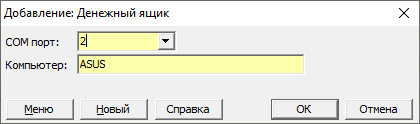 Добавление: Денежный ящик
COM порт: 2
Компьютер: ASUS
Меню Новый Справка OK Отмена